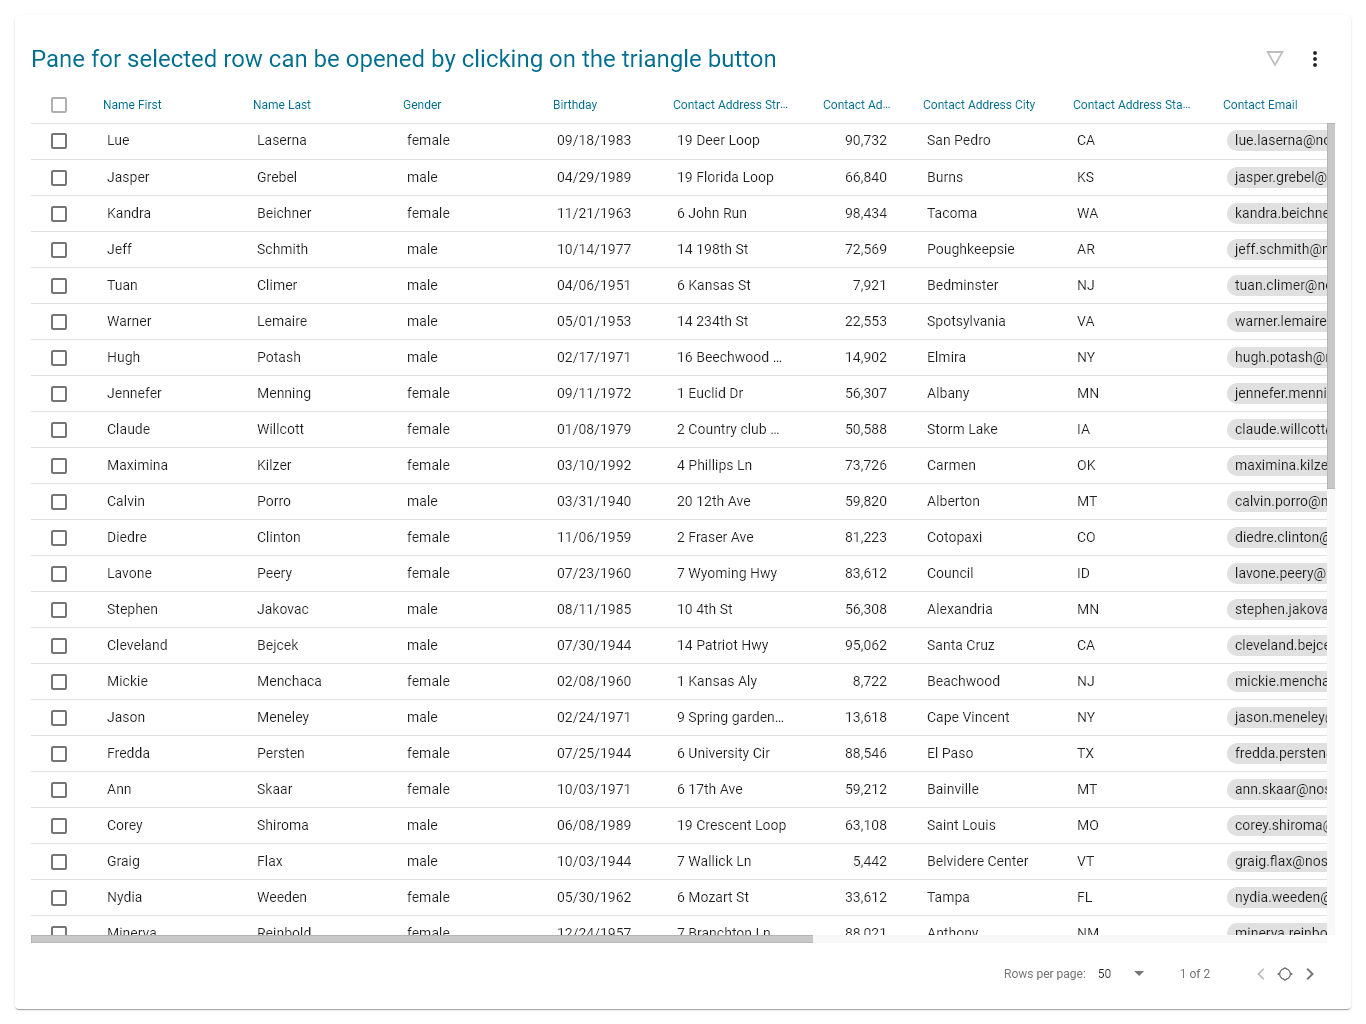 Pane for selected row can be opened by clicking on the triangle button
Name First Name Last Gender Birthday Contact Address Str... Contact Ad... Contact Address City Contact Address Sta... Contact Email
Lue Laserna female 09/18/1983 19 Deer Loop 90,732 San Pedro CA lue.laserna@no
Jasper Grebel male 04/29/1989 19 Florida Loop 66,840 Burns KS jasper.grebel@
Kandra Beichner female 11/21/1963 6 John Run 98,434 Tacoma WA kandra.beichne
Jeff Schmith male 10/14/1977 14 198th St 72,569 Poughkeepsie AR jeff.schmith@n
Tuan Climer male 04/06/1951 6 Kansas St 7,921 Bedminster NJ tuan.climer@no
Warner Lemaire male 05/01/1953 14 234th St 22,553 Spotsylvania VA warner.lemaire
Hugh Potash male 02/17/1971 16 Beechwood ... 14,902 Elmira NY hugh.potash@n
Jennefer Menning female 09/11/1972 1 Euclid Dr 56,307 Albany MN jennefer.menni
Claude Willcott female 01/08/1979 2 Country club ... 50,588 Storm Lake IA claude.willcott@
Maximina Kilzer female 03/10/1992 4 Phillips Ln 73,726 Carmen OK maximina.kilze
Calvin Porro male 03/31/1940 20 12th Ave 59,820 Alberton MT calvin.porro@n
Diedre Clinton female 11/06/1959 2 Fraser Ave 81,223 Cotopaxi CO diedre.clinton@
Lavone Peery female 07/23/1960 7 Wyoming Hwy 83,612 Council ID lavone.peery@
Stephen Jakovac male 08/11/1985 10 4th St 56,308 Alexandria MN stephen.jakova
Cleveland Bejcek male 07/30/1944 14 Patriot Hwy 95,062 Santa Cruz CA cleveland.bejce
Mickie Menchaca female 02/08/1960 1 Kansas Aly 8,722 Beachwood NJ mickie.mencha
Jason Meneley male 02/24/1971 9 Spring garden... 13,618 Cape Vincent NY jason.meneley@
Fredda Persten female 07/25/1944 6 University Cir 88,546 El Paso TX fredda.persten
Ann Skaar female 10/03/1971 6 17th Ave 59,212 Bainville MT ann.skaar@nos
Corey Shiroma male 06/08/1989 19 Crescent Loop 63,108 Saint Louis MO corey.shiroma@
Graig Flax male 10/03/1944 7 Wallick Ln 5,442 Belvidere Center VT graig.flax@nos
Nydia Weeden female 05/30/1962 6 Mozart St 33,612 Tampa FL nydia.weeden@
Minerva Reinbold female 12/24/1957 7 Branchton Ln 88,021 Anthony NM minerva.reinbo
Rows per page: 50 1 of 2